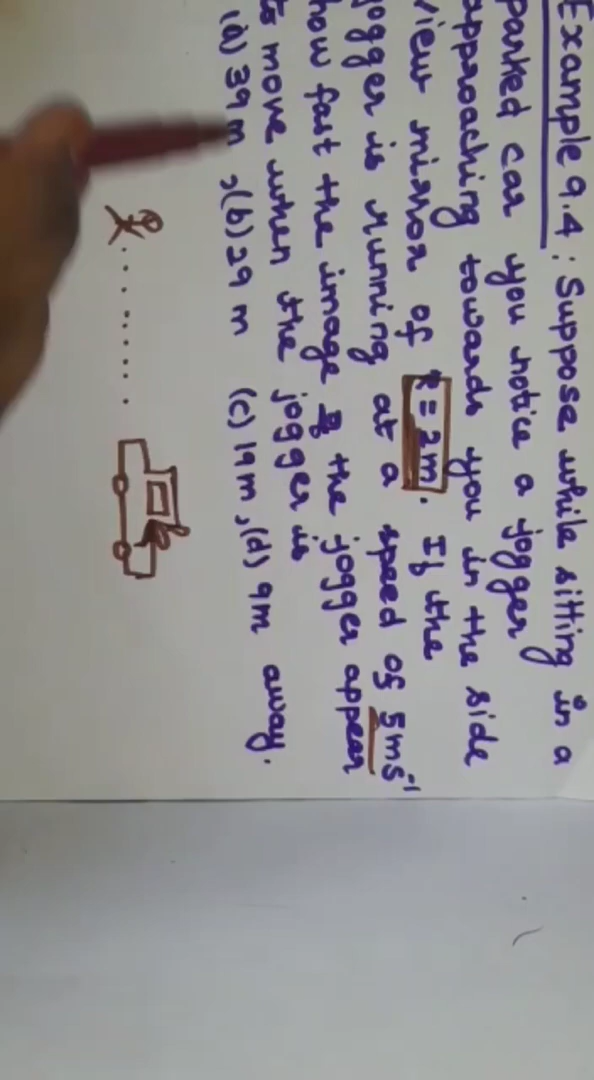 Example 9.4 : Suppose while sitting in a
parked car you notice a jogger
approaching towards you in the side
view mirror of R = 2m. If the
jogger is running at a speed of 5ms⁻¹
how fast the image of the jogger appear
to move when the jogger is
(a) 39 m, (b) 29 m (c) 19 m, (d) 9m away.